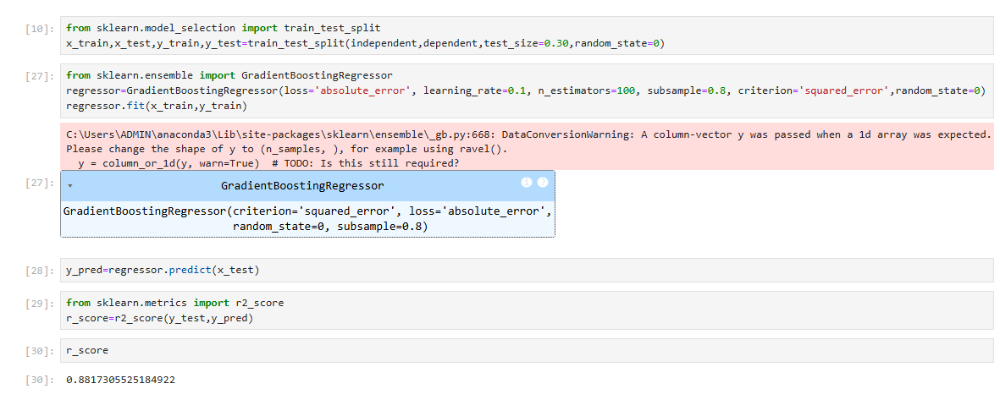 [10]: from sklearn.model_selection import train_test_split
x_train,x_test,y_train,y_test=train_test_split(independent,dependent,test_size=0.30,random_state=0)
[27]: from sklearn.ensemble import GradientBoostingRegressor
regressor=GradientBoostingRegressor(loss='absolute_error', learning_rate=0.1, n_estimators=100, subsample=0.8, criterion='squared_error',random_state=0)
regressor.fit(x_train,y_train)
C:\Users\ADMIN\anaconda3\Lib\site-packages\sklearn\ensemble\_gb.py:668: DataConversionWarning: A column-vector y was passed when a 1d array was expected.
Please change the shape of y to (n_samples, ), for example using ravel().
  y = column_or_1d(y, warn=True)  # TODO: Is this still required?
[27]: ▾ GradientBoostingRegressor i ?
GradientBoostingRegressor(criterion='squared_error', loss='absolute_error',
                          random_state=0, subsample=0.8)
[28]: y_pred=regressor.predict(x_test)
[29]: from sklearn.metrics import r2_score
r_score=r2_score(y_test,y_pred)
[30]: r_score
[30]: 0.8817305525184922